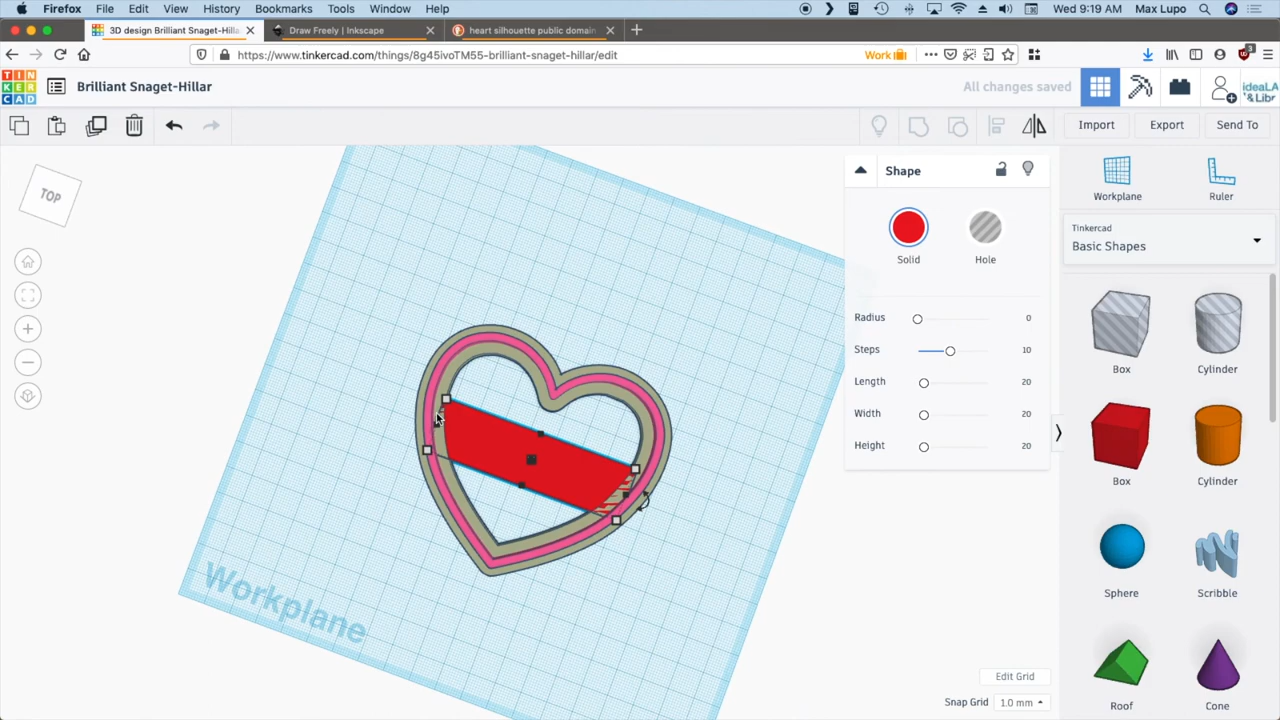 Firefox File Edit View History Bookmarks Tools Window Help Wed 9:19 AM Max Lupo
3D design Brilliant Snaget-Hilla Draw Freely | Inkscape heart silhouette public domain
https://www.tinkercad.com/things/8g45ivoTM55-brilliant-snaget-hillar/edit Work 3
TIN
KER
CAD
Brilliant Snaget-Hillar All changes saved ideaLA
& Libr
Import Export Send To
TOP
Shape
Solid Hole
Radius 0
Steps 10
Length 20
Width 20
Height 20
Workplane Ruler
Tinkercad
Basic Shapes
Box Cylinder
Box Cylinder
Sphere Scribble
Roof Cone
Workplane
Edit Grid
Snap Grid 1.0 mm